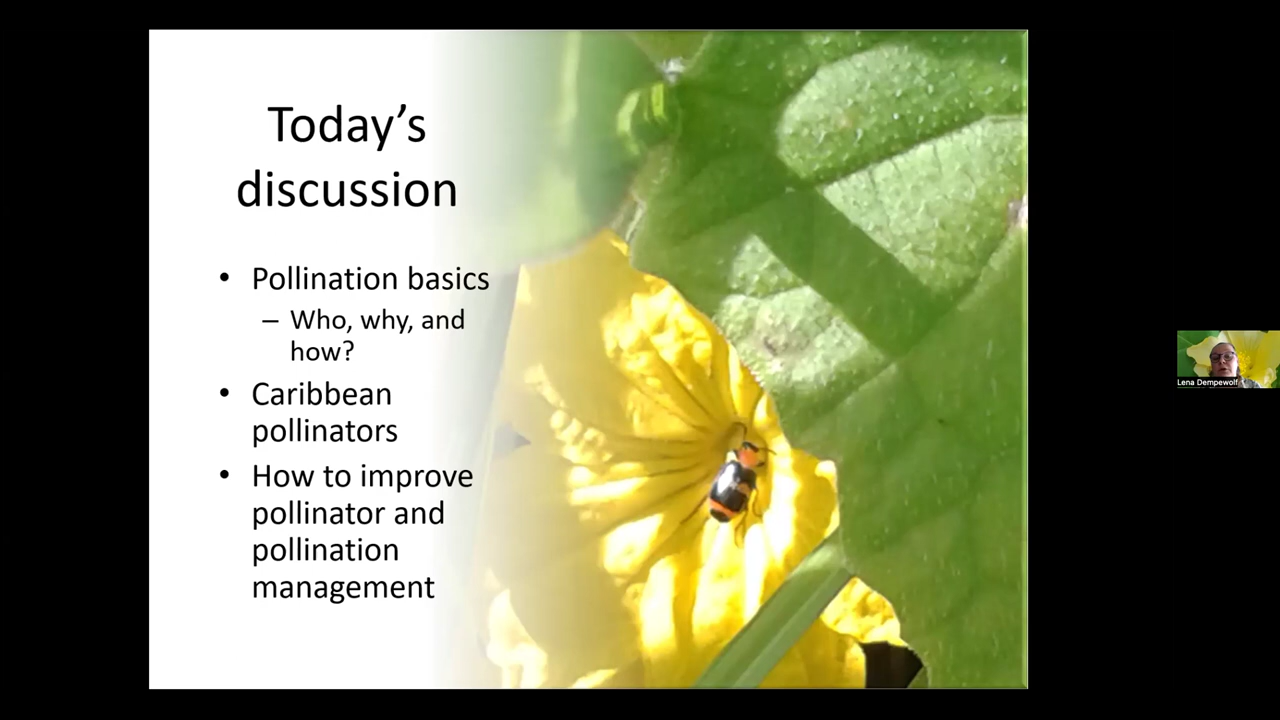 Today’s
discussion
• Pollination basics
– Who, why, and
how?
• Caribbean
pollinators
• How to improve
pollinator and
pollination
management
Lena Dempewolf